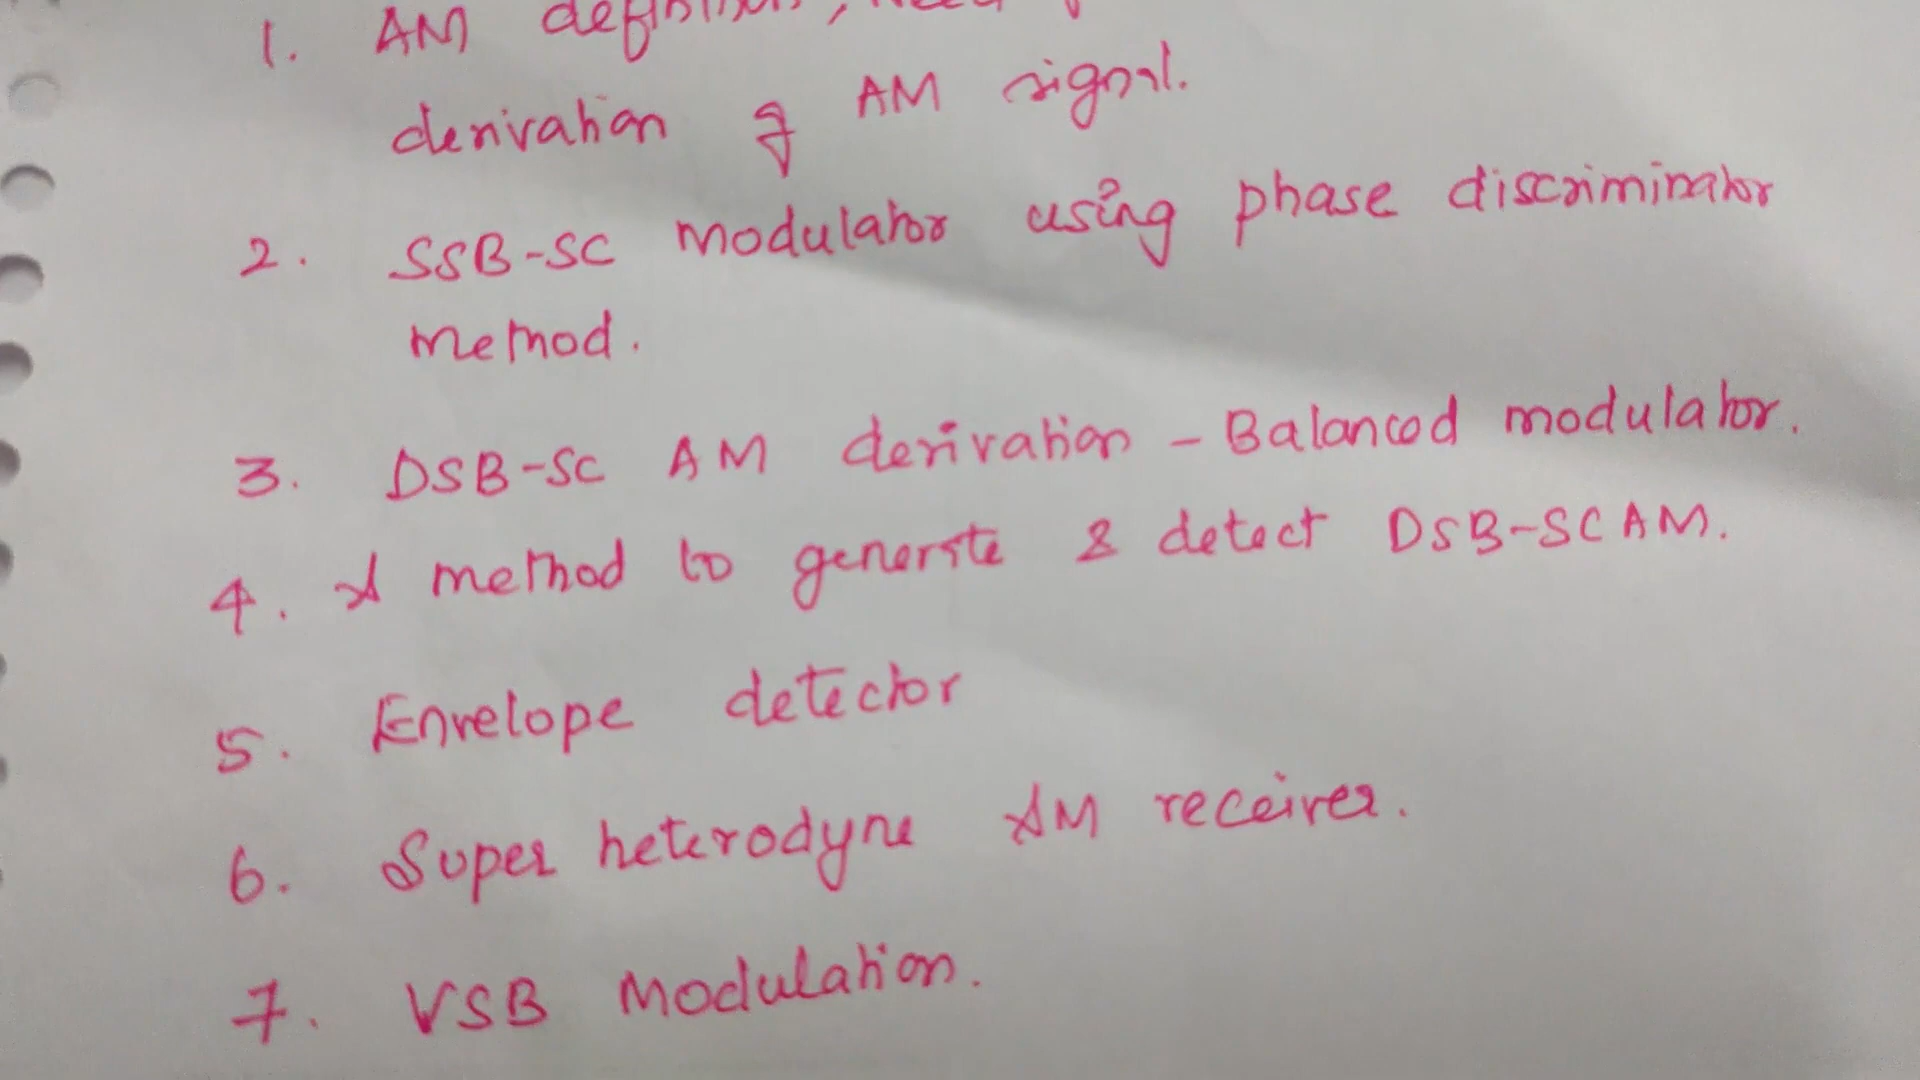 1. AM definition, need
derivation of AM signal.
2. SSB-SC modulator using phase discriminator
method.
3. DSB-SC AM derivation - Balanced modulator.
4. A method to generate & detect DSB-SC AM.
5. Envelope detector
6. Super heterodyne AM receiver.
7. VSB Modulation.